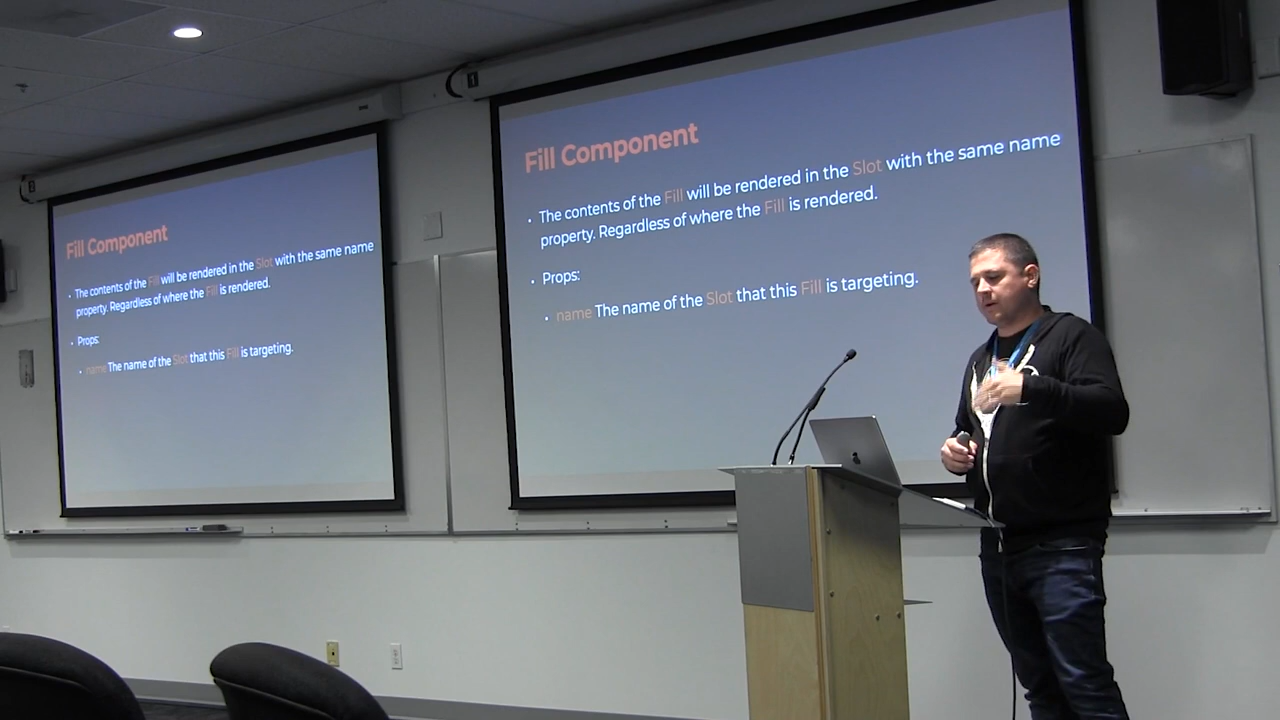 Fill Component
The contents of the Fill will be rendered in the Slot with the same name
property. Regardless of where the Fill is rendered.
Props:
name The name of the Slot that this Fill is targeting.
2
Fill Component
The contents of the Fill will be rendered in the Slot with the same name
property. Regardless of where the Fill is rendered.
Props:
name The name of the Slot that this Fill is targeting.
1